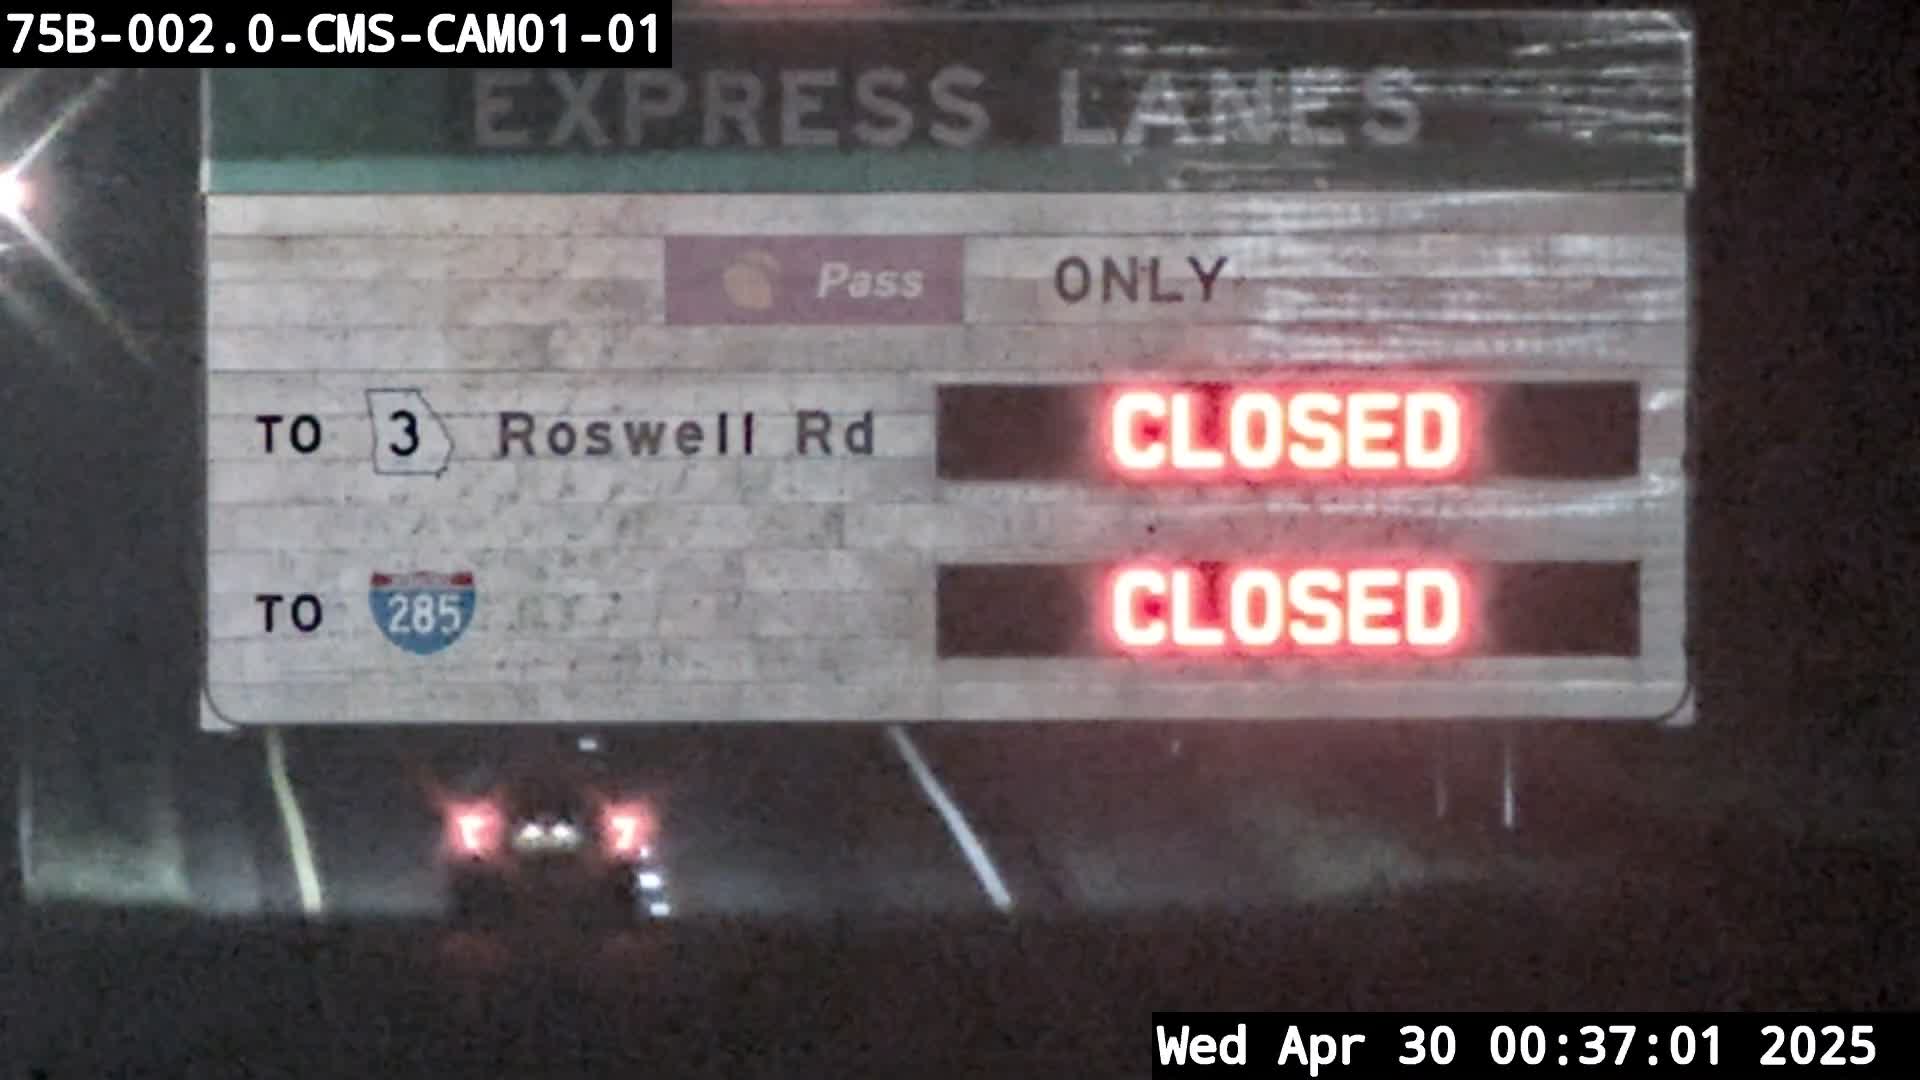 75B-002.0-CMS-CAM01-01
EXPRESS LANES
Pass ONLY
TO 3 Roswell Rd CLOSED
TO 285 CLOSED
Wed Apr 30 00:37:01 2025